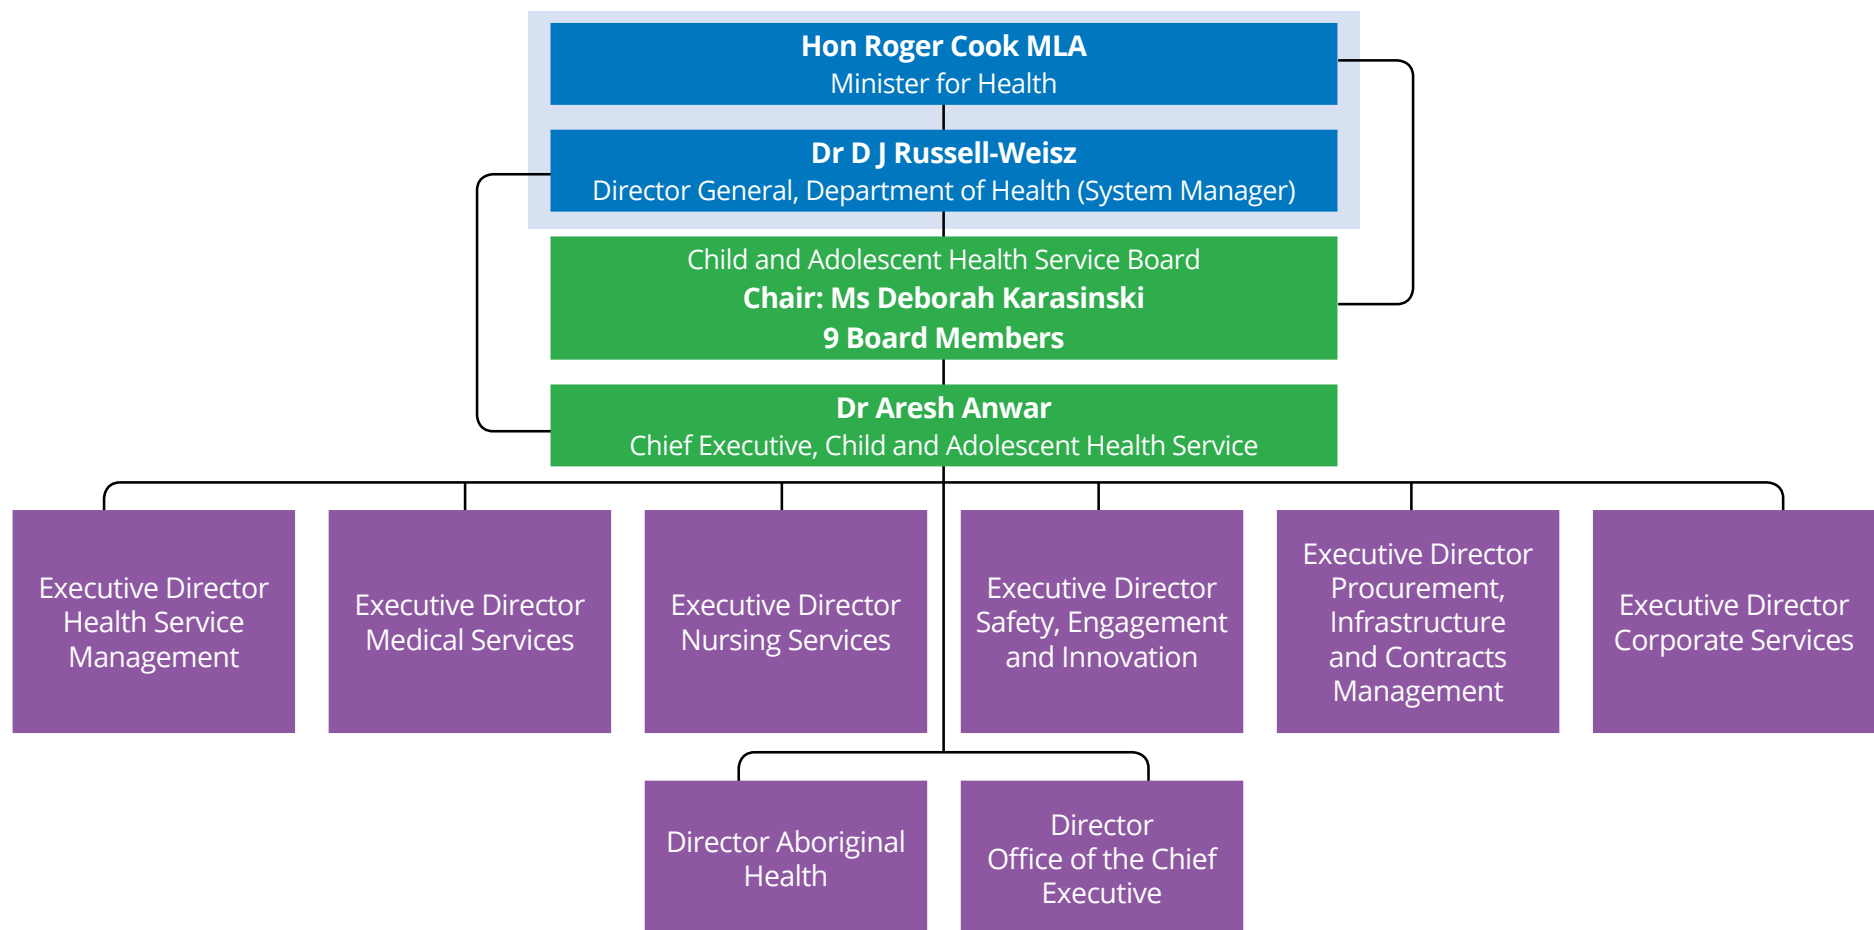 Hon Roger Cook MLA
Minister for Health
Dr D J Russell-Weisz
Director General, Department of Health (System Manager)
Child and Adolescent Health Service Board
Chair: Ms Deborah Karasinski
9 Board Members
Dr Aresh Anwar
Chief Executive, Child and Adolescent Health Service
Executive Director
Health Service
Management
Executive Director
Medical Services
Executive Director
Nursing Services
Executive Director
Safety, Engagement
and Innovation
Executive Director
Procurement,
Infrastructure
and Contracts
Management
Executive Director
Corporate Services
Director Aboriginal
Health
Director
Office of the Chief
Executive